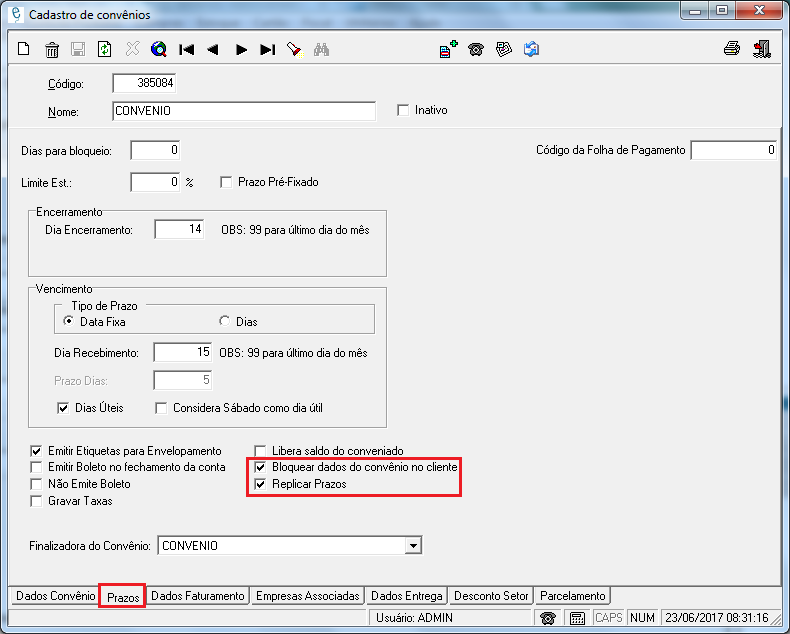 Cadastro de convênios
Código: 385084
Nome: CONVENIO Inativo
Dias para bloqueio: 0 Código da Folha de Pagamento 0
Limite Est.: 0 % Prazo Pré-Fixado
Encerramento
Dia Encerramento: 14 OBS: 99 para último dia do mês
Vencimento
Tipo de Prazo
Data Fixa Dias
Dia Recebimento: 15 OBS: 99 para último dia do mês
Prazo Dias: 5
Dias Úteis Considera Sábado como dia útil
Emitir Etiquetas para Envelopamento Libera saldo do conveniado
Emitir Boleto no fechamento da conta Bloquear dados do convênio no cliente
Não Emite Boleto Replicar Prazos
Gravar Taxas
Finalizadora do Convênio: CONVENIO
Dados Convênio Prazos Dados Faturamento Empresas Associadas Dados Entrega Desconto Setor Parcelamento
Usuário: ADMIN CAPS NUM 23/06/2017 08:31:16